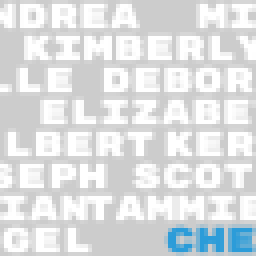 NDREA MI
KIMBERLY
LLE DEBOR
ELIZABE
LBERT KER
SEPH SCOT
IANTAMMIE
GEL CHE